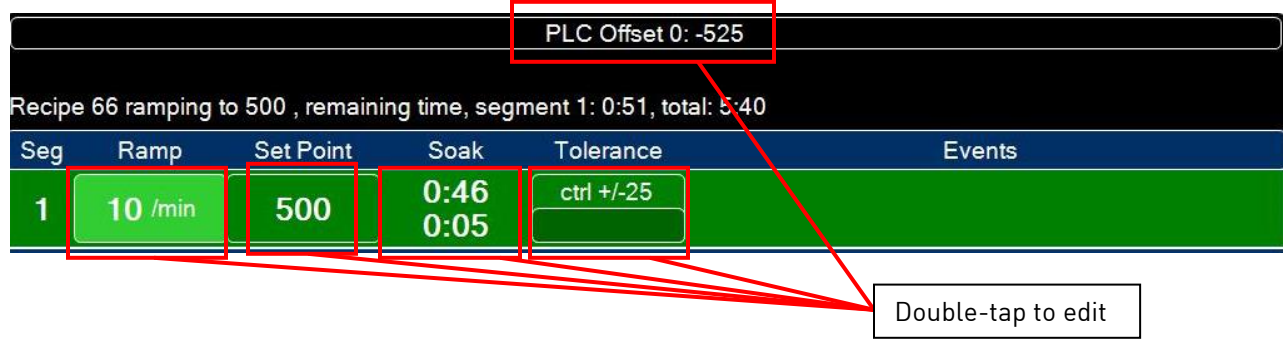 PLC Offset 0: -525
Recipe 66 ramping to 500 , remaining time, segment 1: 0:51, total: 5:40
Seg Ramp Set Point Soak Tolerance Events
1 10 /min 500 0:46 ctrl +/-25
0:05
Double-tap to edit